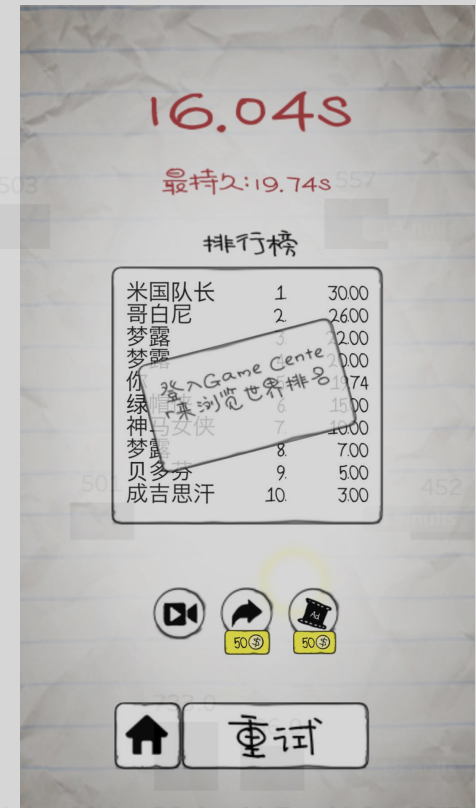 16.04s
最持久:19.74s
排行榜
米国队长 1. 30.00
哥白尼 2. 26.00
梦露 3. 22.00
梦露 20.00
你 19.74
绿帽 6. 15.00
神马女侠 7. 10.00
梦露 8. 7.00
贝多芬 9. 5.00
成吉思汗 10. 3.00
登入Game Cente
r来浏览世界排名
Ad
50$ 50$
重试